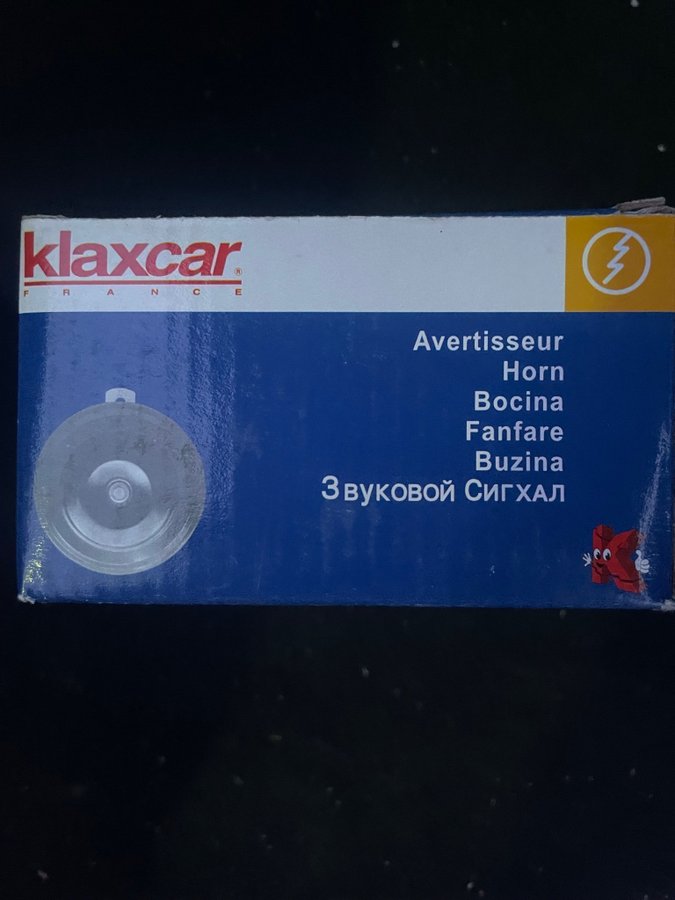 klaxcar®
FRANCE
Avertisseur
Horn
Bocina
Fanfare
Buzina
Звуковой Сигхал